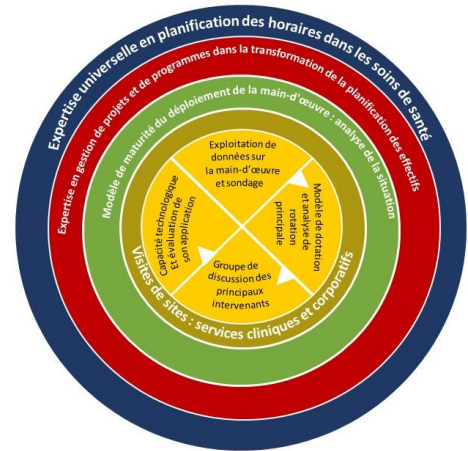 Expertise universelle en planification des horaires dans les soins de santé
Expertise en gestion de projets et de programmes dans la transformation de la planification des effectifs
Modèle de maturité du déploiement de la main-d'œuvre : analyse de la situation
Exploitation de
données sur
la main-d'œuvre
et sondage
Capacité technologique
Et évaluation de
son application
Modèle de dotation
et analyse de
rotation
principale
Groupe de
discussion des
principaux
intervenants
Visites de sites : services cliniques et corporatifs